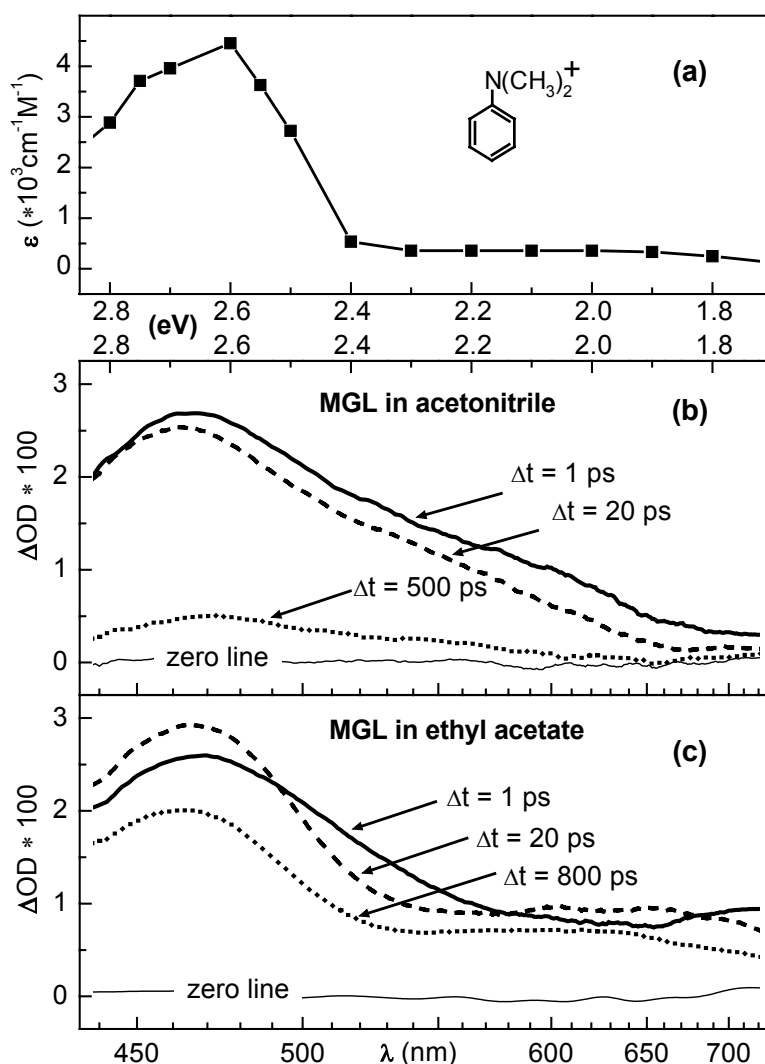 (a)
N(CH₃)₂⁺
ε (*10³cm⁻¹M⁻¹)
4
3
2
1
0
2.8 2.6 2.4 2.2 2.0 1.8
(eV)
2.8 2.6 2.4 2.2 2.0 1.8
MGL in acetonitrile
(b)
ΔOD * 100
3
2
1
0
Δt = 1 ps
Δt = 20 ps
Δt = 500 ps
zero line
MGL in ethyl acetate
(c)
ΔOD * 100
3
2
1
0
Δt = 1 ps
Δt = 20 ps
Δt = 800 ps
zero line
450 500 λ (nm) 600 700